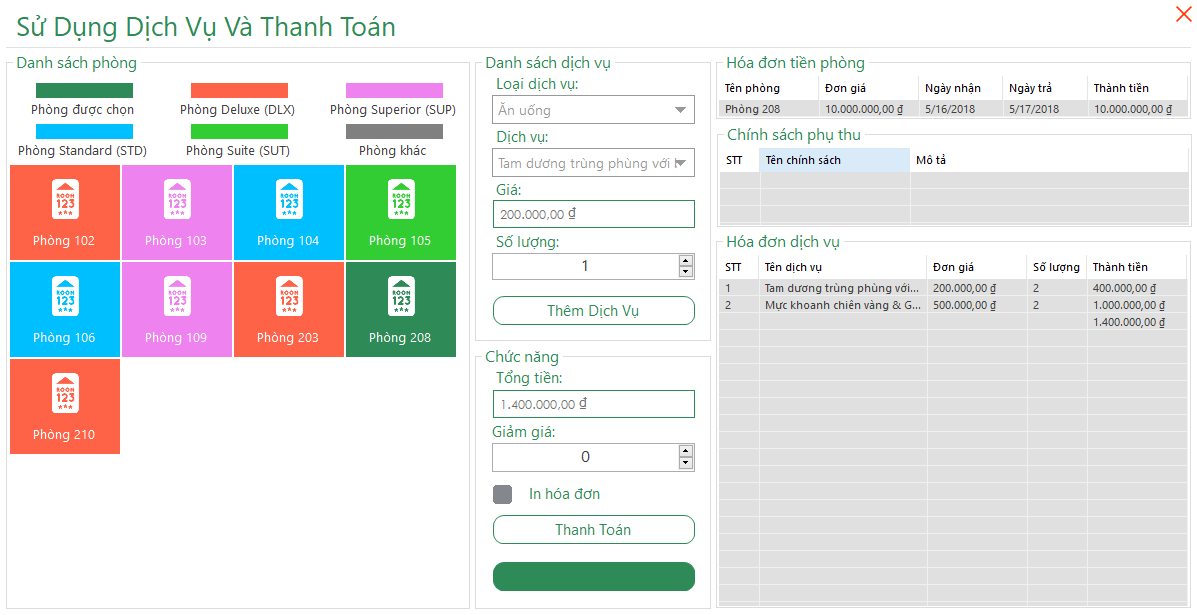 Sử Dụng Dịch Vụ Và Thanh Toán
Danh sách phòng
Phòng được chọn
Phòng Deluxe (DLX)
Phòng Superior (SUP)
Phòng Standard (STD)
Phòng Suite (SUT)
Phòng khác
ROON 123
Phòng 102
ROON 123
Phòng 103
ROON 123
Phòng 104
ROON 123
Phòng 105
ROON 123
Phòng 106
ROON 123
Phòng 109
ROON 123
Phòng 203
ROON 123
Phòng 208
ROON 123
Phòng 210
Danh sách dịch vụ
Loại dịch vụ:
Ăn uống
Dịch vụ:
Tam dương trùng phùng với
Giá:
200.000,00 ₫
Số lượng:
1
Thêm Dịch Vụ
Chức năng
Tổng tiền:
1.400.000,00 ₫
Giảm giá:
0
In hóa đơn
Thanh Toán
Hóa đơn tiền phòng
Tên phòng Đơn giá Ngày nhận Ngày trả Thành tiền
Phòng 208 10.000.000,00 ₫ 5/16/2018 5/17/2018 10.000.000,00 ₫
Chính sách phụ thu
STT Tên chính sách Mô tả
Hóa đơn dịch vụ
STT Tên dịch vụ Đơn giá Số lượng Thành tiền
1 Tam dương trùng phùng với... 200.000,00 ₫ 2 400.000,00 ₫
2 Mực khoanh chiên vàng & G... 500.000,00 ₫ 2 1.000.000,00 ₫
1.400.000,00 ₫